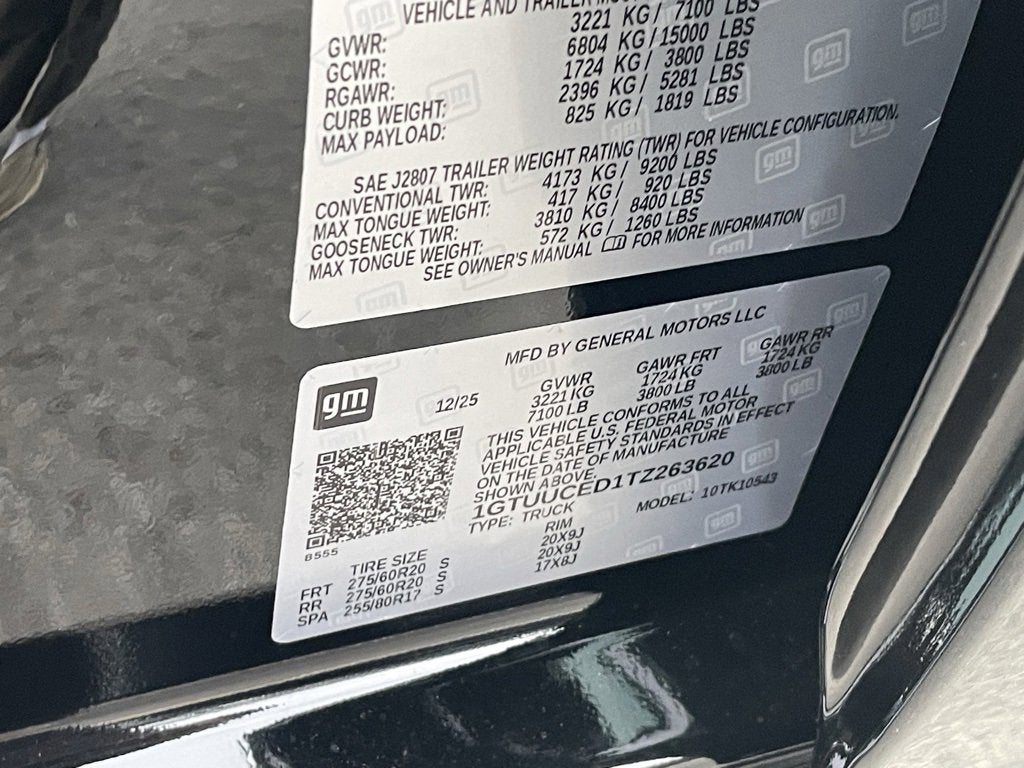 VEHICLE AND TRAILER
GVWR: 3221 KG / 7100 LBS
GCWR: 6804 KG / 15000 LBS
RGAWR: 1724 KG / 3800 LBS
CURB WEIGHT: 2396 KG / 5281 LBS
MAX PAYLOAD: 825 KG / 1819 LBS
SAE J2807 TRAILER WEIGHT RATING (TWR) FOR VEHICLE CONFIGURATION.
CONVENTIONAL TWR: 4173 KG / 9200 LBS
MAX TONGUE WEIGHT: 417 KG / 920 LBS
GOOSENECK TWR: 3810 KG / 8400 LBS
MAX TONGUE WEIGHT: 572 KG / 1260 LBS
SEE OWNER'S MANUAL FOR MORE INFORMATION
MFD BY GENERAL MOTORS LLC
gm
12/25
GVWR GAWR FRT GAWR RR
3221 KG 1724 KG 1724 KG
7100 LB 3800 LB 3800 LB
THIS VEHICLE CONFORMS TO ALL
APPLICABLE U.S. FEDERAL MOTOR
VEHICLE SAFETY STANDARDS IN EFFECT
ON THE DATE OF MANUFACTURE
SHOWN ABOVE.
1GTUUCED1TZ263620
TYPE: TRUCK MODEL: 10TK10543
8555
TIRE SIZE RIM
FRT 275/60R20 S 20X9J
RR 275/60R20 S 20X9J
SPA 255/80R17 S 17X8J